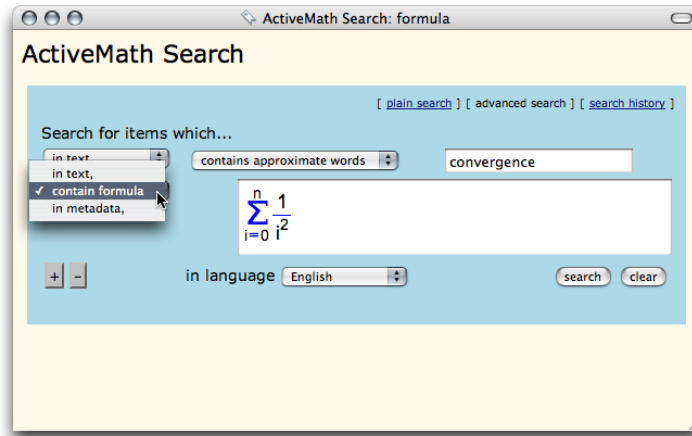 ActiveMath Search: formula
ActiveMath Search
[ plain search ] [ advanced search ] [ search history ]
Search for items which...
in text contains approximate words convergence
in text,
✓ contain formula
in metadata,
n
∑ 1
i=0 i²
+ - in language English search clear